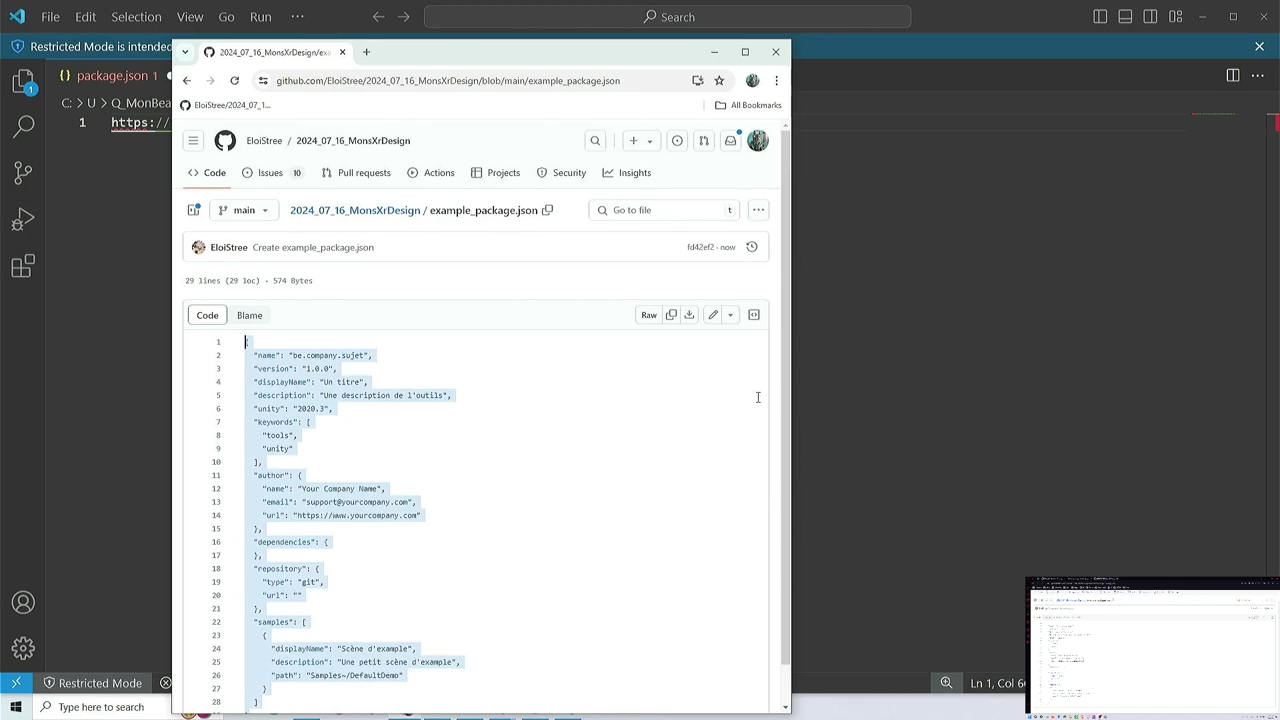 File Edit Selection View Go Run ··· Search
Restricted Mode is intended
2024_07_16_MonsXrDesign/exa
package.json 1
github.com/EloiStree/2024_07_16_MonsXrDesign/blob/main/example_package.json
C: > U > Q_MonBea
EloiStree/2024_07_1... All Bookmarks
https://
EloiStree / 2024_07_16_MonsXrDesign
1
Code Issues 10 Pull requests Actions Projects Security Insights
main 2024_07_16_MonsXrDesign / example_package.json Go to file t
EloiStree Create example_package.json fd42ef2 · now
29 lines (29 loc) · 574 Bytes
Code Blame Raw
1 {
2 "name": "be.company.sujet",
3 "version": "1.0.0",
4 "displayName": "Un titre",
5 "description": "Une description de l'outils",
6 "unity": "2020.3",
7 "keywords": [
8 "tools",
9 "unity"
10 ],
11 "author": {
12 "name": "Your Company Name",
13 "email": "support@yourcompany.com",
14 "url": "https://www.yourcompany.com"
15 },
16 "dependencies": {
17 },
18 "repository": {
19 "type": "git",
20 "url": ""
21 },
22 "samples": [
23 {
24 "displayName": "Scène d'example",
25 "description": "Un petit scène d'example",
26 "path": "Samples~/DefaultDemo"
27 }
28 ]
Restricted Mode Ln 1, Col 6
Type here to search